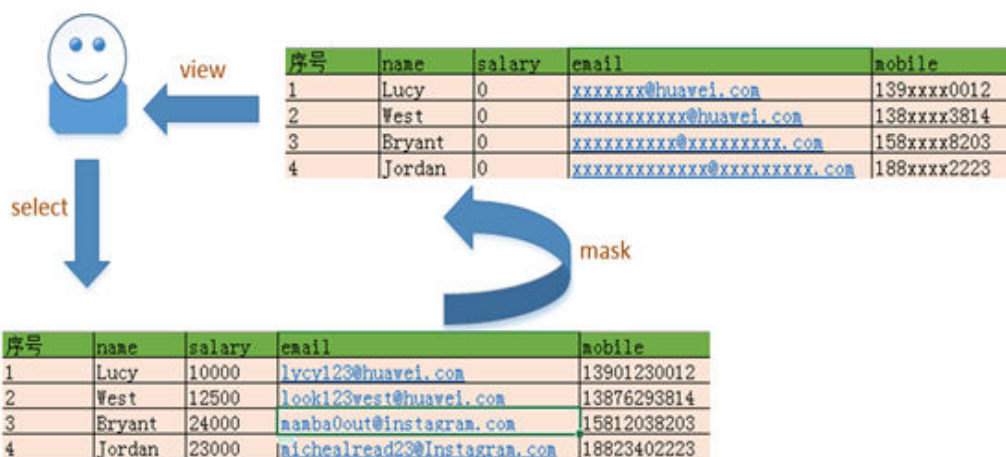 view
序号 name salary email mobile
1 Lucy 0 xxxxxxx@huawei.com 139xxxx0012
2 West 0 xxxxxxxxxxx@huawei.com 138xxxx3814
3 Bryant 0 xxxxxxxxxx@xxxxxxxxx.com 158xxxx8203
4 Jordan 0 xxxxxxxxxxxxx@xxxxxxxxx.com 188xxxx2223
select
mask
序号 name salary email mobile
1 Lucy 10000 lycy123@huawei.com 13901230012
2 West 12500 look123west@huawei.com 13876293814
3 Bryant 24000 mamba0out@instagram.com 15812038203
4 Jordan 23000 michealread23@Instagram.com 18823402223